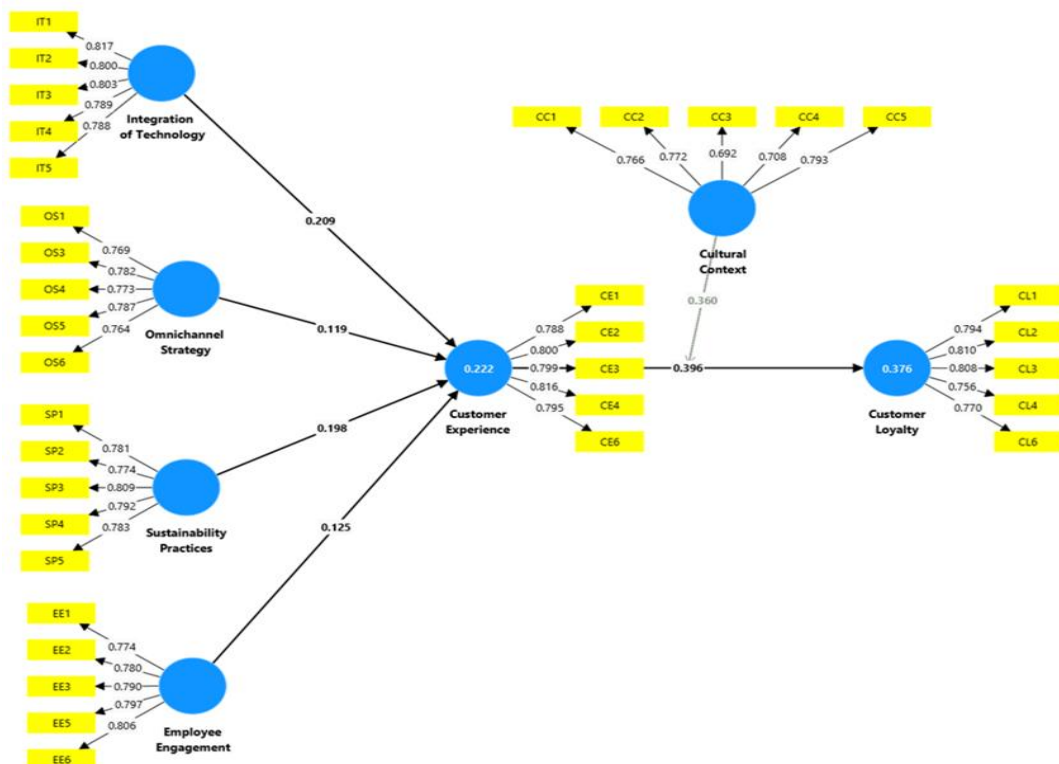 IT1
IT2
IT3
IT4
IT5
0.817
0.800
0.803
0.789
0.788
Integration
of Technology
OS1
OS3
OS4
OS5
OS6
0.769
0.782
0.773
0.787
0.764
Omnichannel
Strategy
SP1
SP2
SP3
SP4
SP5
0.781
0.774
0.809
0.792
0.783
Sustainability
Practices
EE1
EE2
EE3
EE5
EE6
0.774
0.780
0.790
0.797
0.806
Employee
Engagement
0.209
0.119
0.198
0.125
0.222
Customer
Experience
CE1
CE2
CE3
CE4
CE6
0.788
0.800
0.799
0.816
0.795
CC1
CC2
CC3
CC4
CC5
0.766
0.772
0.692
0.708
0.793
Cultural
Context
0.360
0.396
0.376
Customer
Loyalty
CL1
CL2
CL3
CL4
CL6
0.794
0.810
0.808
0.756
0.770